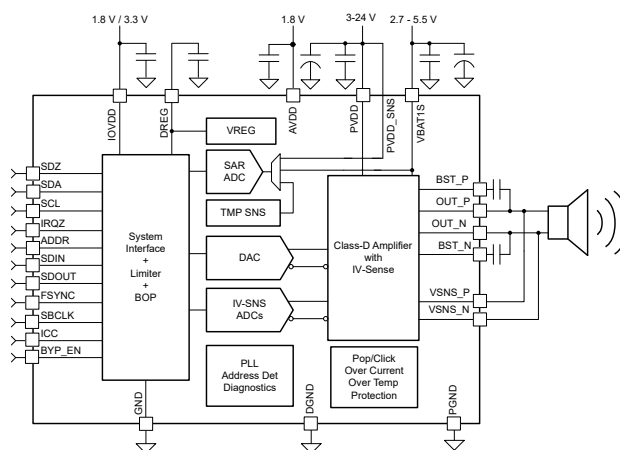 1.8 V / 3.3 V
1.8 V
3-24 V
2.7 - 5.5 V
IOVDD
DREG
AVDD
PVDD
PVDD_SNS
VBAT1S
VREG
SDZ
SDA
SCL
IRQZ
ADDR
SDIN
SDOUT
FSYNC
SBCLK
ICC
BYP_EN
System
Interface
+
Limiter
+
BOP
SAR
ADC
TMP SNS
DAC
IV-SNS
ADCs
Class-D Amplifier
with
IV-Sense
BST_P
OUT_P
OUT_N
BST_N
VSNS_P
VSNS_N
PLL
Address Det
Diagnostics
Pop/Click
Over Current
Over Temp
Protection
GND
DGND
PGND